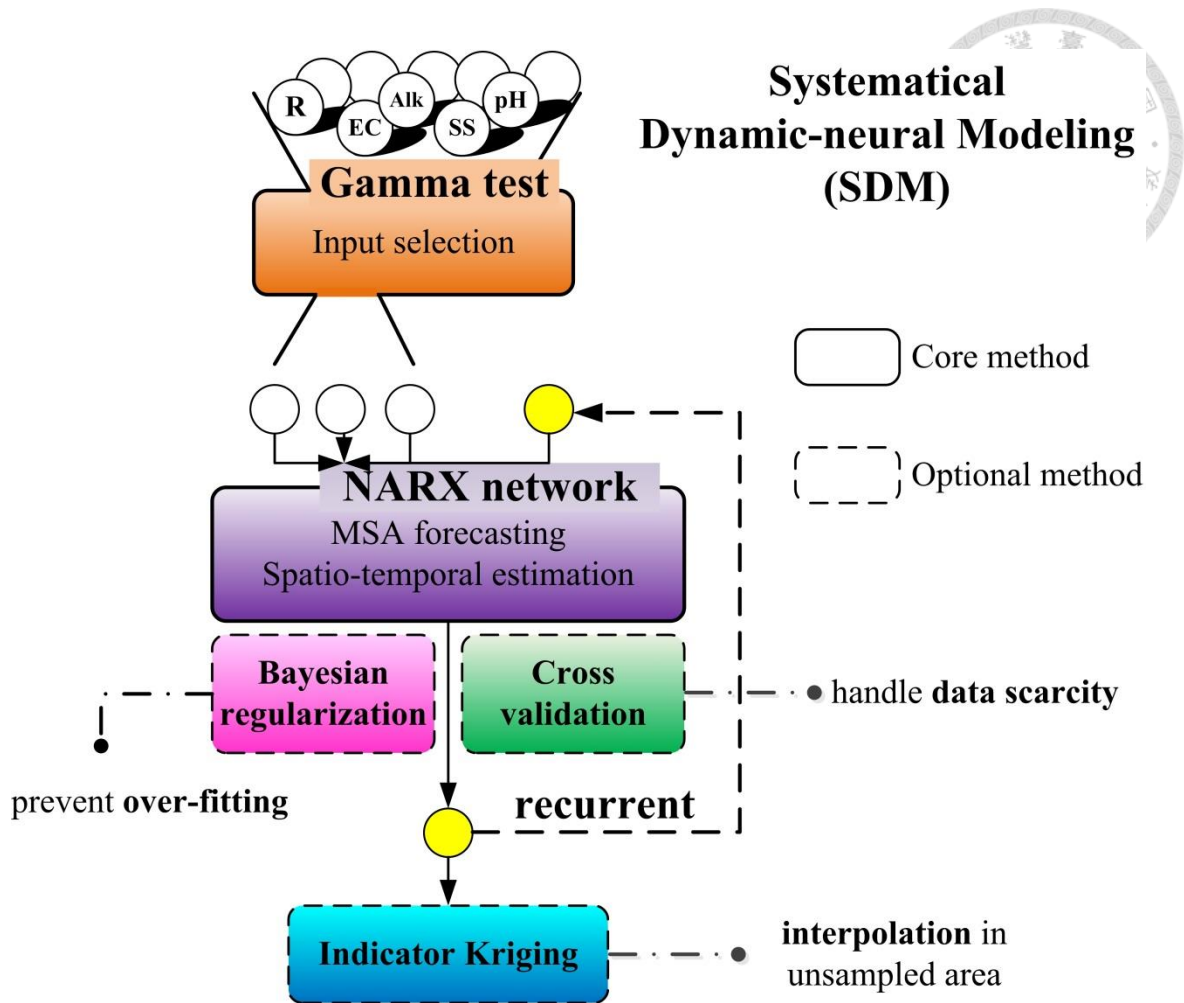 Systematical
Dynamic-neural Modeling
(SDM)
R
EC
Alk
SS
pH
Gamma test
Input selection
Core method
Optional method
NARX network
MSA forecasting
Spatio-temporal estimation
Bayesian
regularization
Cross
validation
handle data scarcity
prevent over-fitting
recurrent
Indicator Kriging
interpolation in
unsampled area